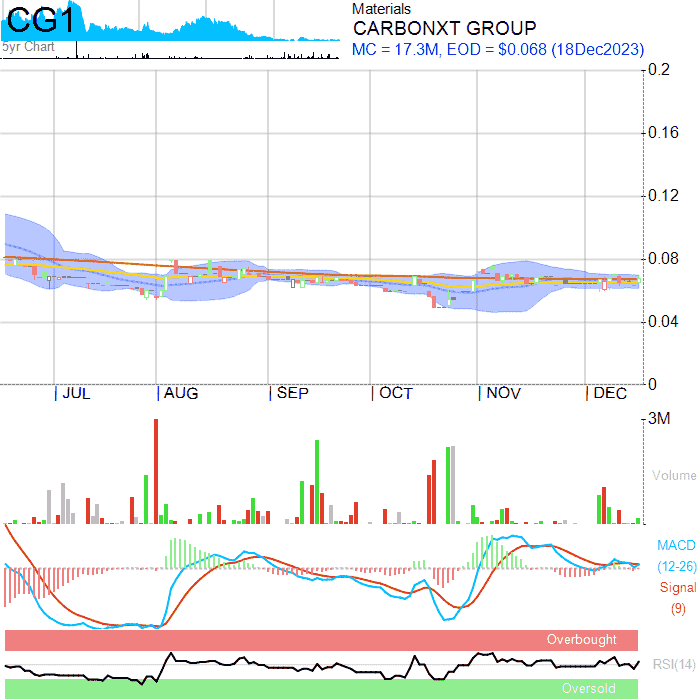 CG1
5yr Chart
Materials
CARBONXT GROUP
MC = 17.3M, EOD = $0.068 (18Dec2023)
0.2
0.16
0.12
0.08
0.04
0
JUL AUG SEP OCT NOV DEC
3M
Volume
MACD
(12-26)
Signal
(9)
Overbought
RSI(14)
Oversold